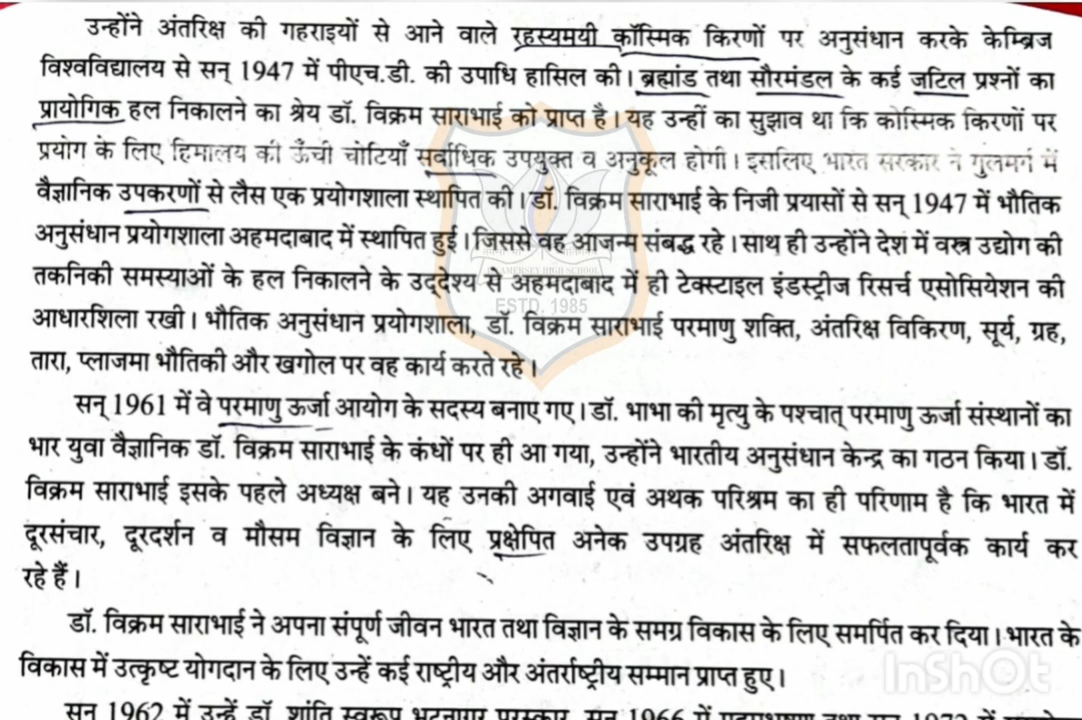 उन्होंने अंतरिक्ष की गहराइयों से आने वाले रहस्यमयी कॉस्मिक किरणों पर अनुसंधान करके केम्ब्रिज
विश्वविद्यालय से सन् 1947 में पीएच.डी. की उपाधि हासिल की। ब्रह्मांड तथा सौरमंडल के कई जटिल प्रश्नों का
प्रायोगिक हल निकालने का श्रेय डॉ. विक्रम साराभाई को प्राप्त है। यह उन्हीं का सुझाव था कि कोस्मिक किरणों पर
प्रयोग के लिए हिमालय की ऊँची चोटियाँ सर्वाधिक उपयुक्त व अनुकूल होगी। इसलिए भारत सरकार ने गुलमर्ग में
वैज्ञानिक उपकरणों से लैस एक प्रयोगशाला स्थापित की। डॉ. विक्रम साराभाई के निजी प्रयासों से सन् 1947 में भौतिक
अनुसंधान प्रयोगशाला अहमदाबाद में स्थापित हुई। जिससे वह आजन्म संबद्ध रहे। साथ ही उन्होंने देश में वस्त्र उद्योग की
तकनिकी समस्याओं के हल निकालने के उद्देश्य से अहमदाबाद में ही टेक्स्टाइल इंडस्ट्रीज रिसर्च एसोसियेशन की
ESTD. 1985
आधारशिला रखी। भौतिक अनुसंधान प्रयोगशाला, डॉ. विक्रम साराभाई परमाणु शक्ति, अंतरिक्ष विकिरण, सूर्य, ग्रह,
तारा, प्लाजमा भौतिकी और खगोल पर वह कार्य करते रहे।
सन् 1961 में वे परमाणु ऊर्जा आयोग के सदस्य बनाए गए। डॉ. भाभा की मृत्यु के पश्चात् परमाणु ऊर्जा संस्थानों का
भार युवा वैज्ञानिक डॉ. विक्रम साराभाई के कंधों पर ही आ गया, उन्होंने भारतीय अनुसंधान केन्द्र का गठन किया। डॉ.
विक्रम साराभाई इसके पहले अध्यक्ष बने। यह उनकी अगवाई एवं अथक परिश्रम का ही परिणाम है कि भारत में
दूरसंचार, दूरदर्शन व मौसम विज्ञान के लिए प्रक्षेपित अनेक उपग्रह अंतरिक्ष में सफलतापूर्वक कार्य कर
रहे हैं।
डॉ. विक्रम साराभाई ने अपना संपूर्ण जीवन भारत तथा विज्ञान के समग्र विकास के लिए समर्पित कर दिया। भारत के
विकास में उत्कृष्ट योगदान के लिए उन्हें कई राष्ट्रीय और अंतर्राष्ट्रीय सम्मान प्राप्त हुए।
InShOt
सन् 1962 में उन्हें डॉ. शांति स्वरूप भटनागर पुरस्कार, सन् 1966 में पद्मभूषण तथा सन् 1972 में